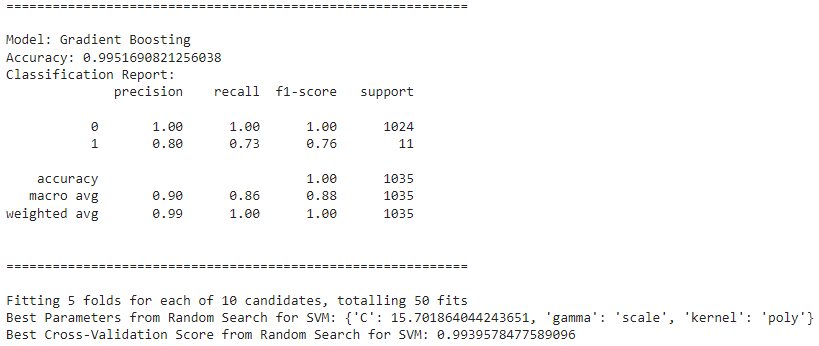 ============================================================
Model: Gradient Boosting
Accuracy: 0.9951690821256038
Classification Report:
              precision    recall  f1-score   support

           0       1.00      1.00      1.00      1024
           1       0.80      0.73      0.76        11

    accuracy                           1.00      1035
   macro avg       0.90      0.86      0.88      1035
weighted avg       0.99      1.00      1.00      1035

============================================================
Fitting 5 folds for each of 10 candidates, totalling 50 fits
Best Parameters from Random Search for SVM: {'C': 15.701864044243651, 'gamma': 'scale', 'kernel': 'poly'}
Best Cross-Validation Score from Random Search for SVM: 0.9939578477589096